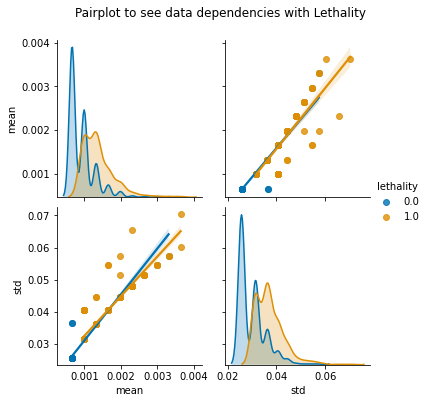 Pairplot to see data dependencies with Lethality
0.004
0.003
0.002
0.001
mean
lethality
0.0
1.0
0.07
0.06
0.05
0.04
0.03
std
0.001 0.002 0.003 0.004
mean
0.02 0.04 0.06
std